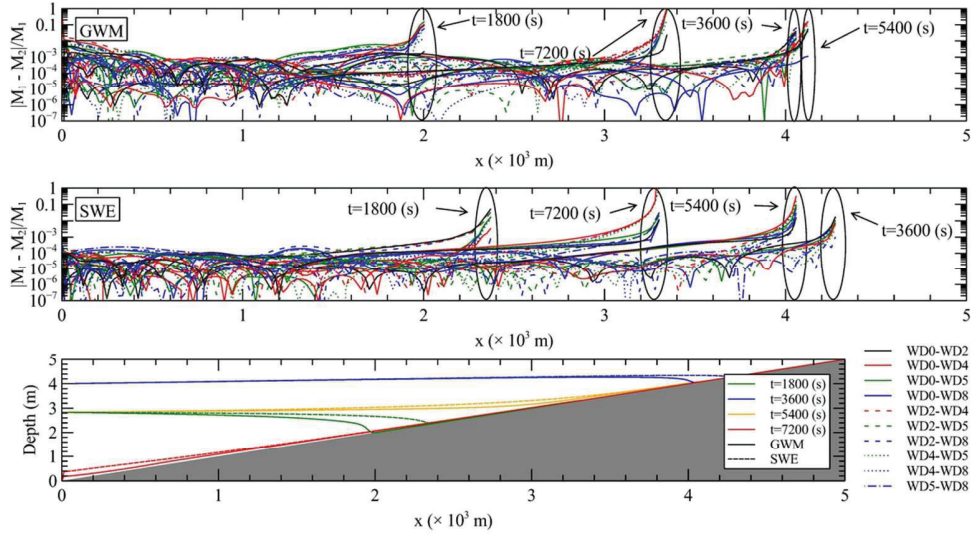 1
0.1
10⁻³
10⁻⁴
10⁻⁵
10⁻⁶
10⁻⁷
|M₁ - M₂|/M₁
GWM
t=1800 (s)
t=7200 (s)
t=3600 (s)
t=5400 (s)
0 1 2 3 4 5
x (× 10³ m)
1
0.1
10⁻³
10⁻⁴
10⁻⁵
10⁻⁶
10⁻⁷
|M₁ - M₂|/M₁
SWE
t=1800 (s)
t=7200 (s)
t=5400 (s)
t=3600 (s)
0 1 2 3 4 5
x (× 10³ m)
5
4
3
2
1
0
Depth (m)
t=1800 (s)
t=3600 (s)
t=5400 (s)
t=7200 (s)
GWM
SWE
0 1 2 3 4 5
x (× 10³ m)
WD0-WD2
WD0-WD4
WD0-WD5
WD0-WD8
WD2-WD4
WD2-WD5
WD2-WD8
WD4-WD5
WD4-WD8
WD5-WD8